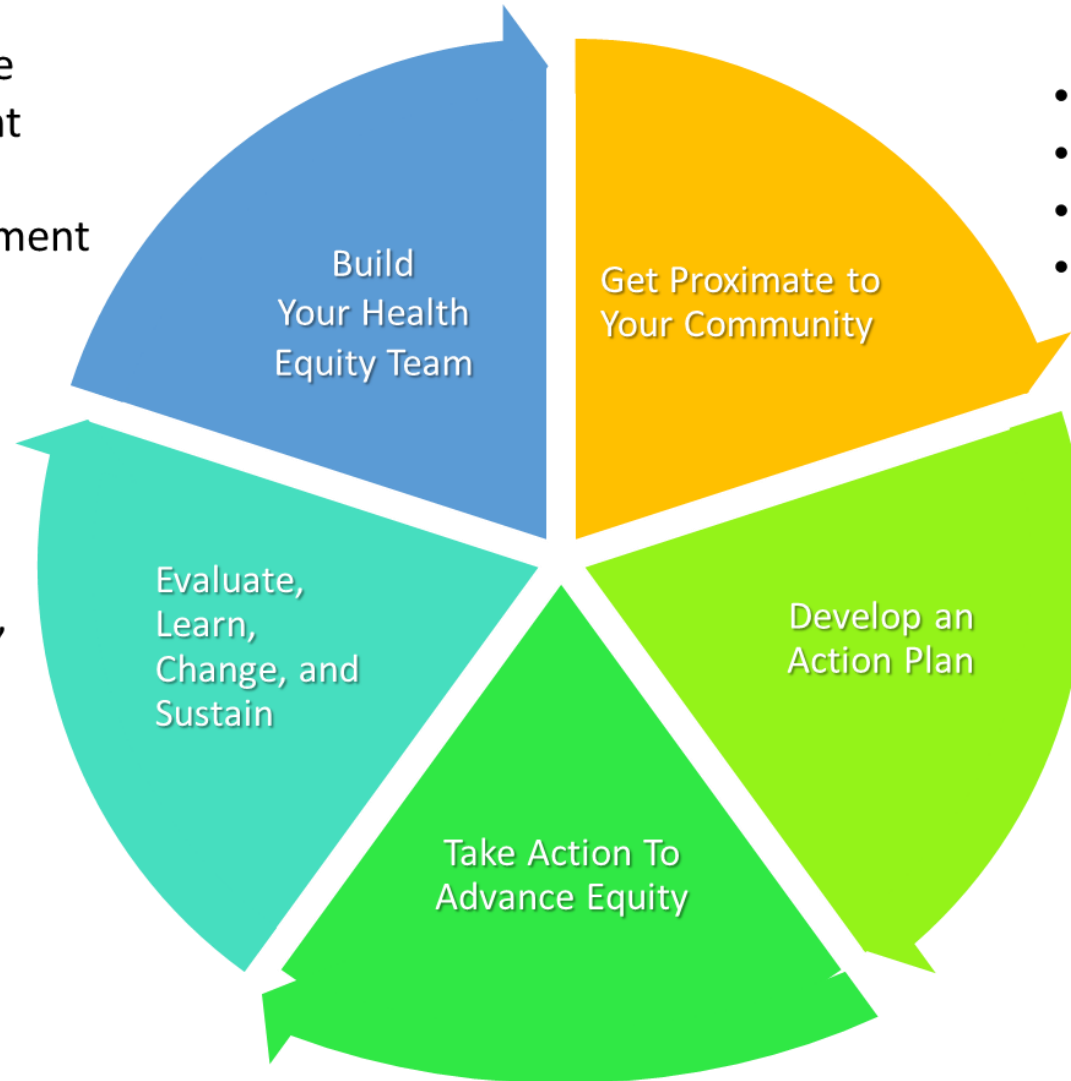 Build
Your Health
Equity Team
Get Proximate to
Your Community
Develop an
Action Plan
Take Action To
Advance Equity
Evaluate,
Learn,
Change, and
Sustain